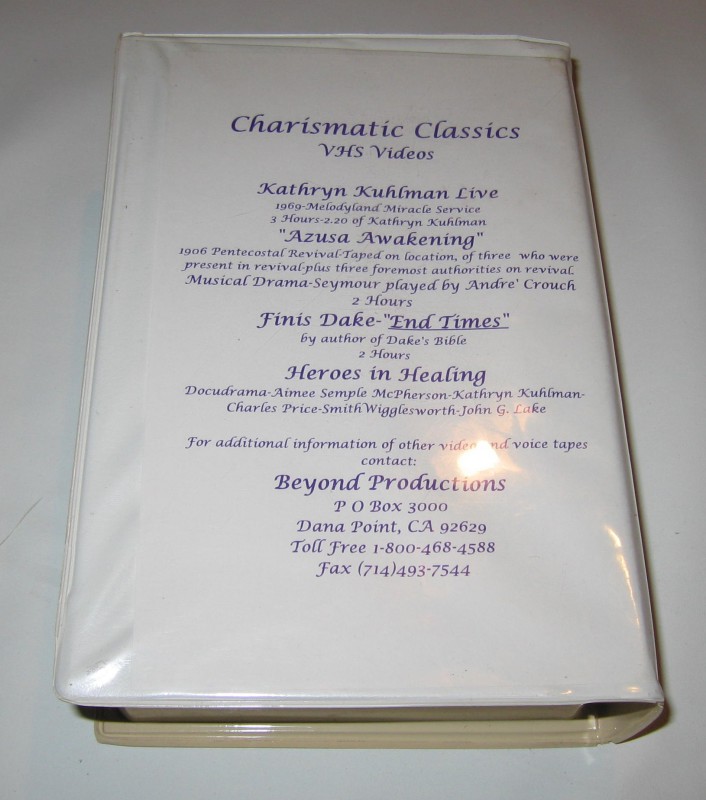 Charismatic Classics
VHS Videos
Kathryn Kuhlman Live
1969-Melodyland Miracle Service
3 Hours-2.20 of Kathryn Kuhlman
"Azusa Awakening"
1906 Pentecostal Revival-Taped on location, of three who were
present in revival-plus three foremost authorities on revival.
Musical Drama-Seymour played by Andre' Crouch
2 Hours
Finis Dake-"End Times"
by author of Dake's Bible
2 Hours
Heroes in Healing
Docudrama-Aimee Semple McPherson-Kathryn Kuhlman-
Charles Price-Smith Wigglesworth-John G. Lake
For additional information of other video and voice tapes
contact:
Beyond Productions
P O Box 3000
Dana Point, CA 92629
Toll Free 1-800-468-4588
Fax (714)493-7544